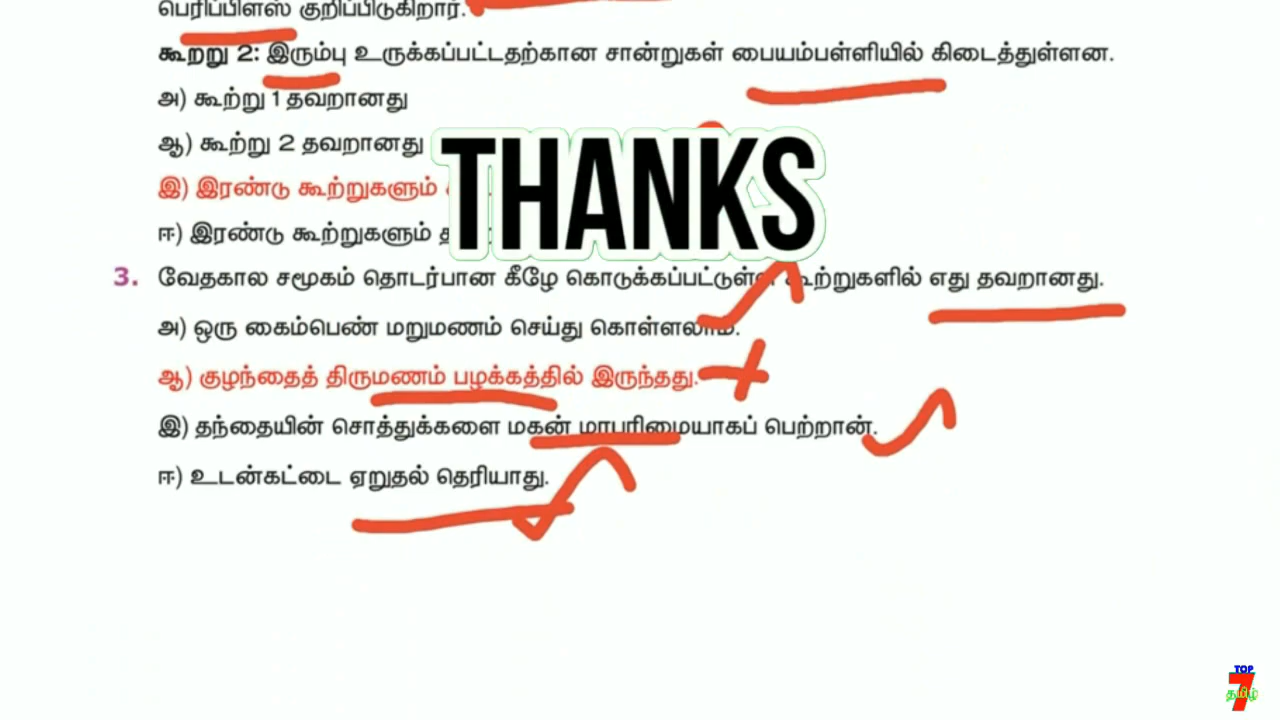 பெரிப்பிளஸ் குறிப்பிடுகிறார்.
கூற்று 2: இரும்பு உருக்கப்பட்டதற்கான சான்றுகள் பையம்பள்ளியில் கிடைத்துள்ளன.
அ) கூற்று 1 தவறானது
ஆ) கூற்று 2 தவறானது
THANKS
இ) இரண்டு கூற்றுகளும்
ஈ) இரண்டு கூற்றுகளும்
3. வேதகால சமூகம் தொடர்பான கீழே கொடுக்கப்பட்டுள்ள கூற்றுகளில் எது தவறானது.
அ) ஒரு கைம்பெண் மறுமணம் செய்து கொள்ளலாம்.
ஆ) குழந்தைத் திருமணம் பழக்கத்தில் இருந்தது.
இ) தந்தையின் சொத்துக்களை மகன் மாபுரிமையாகப் பெற்றான்.
ஈ) உடன்கட்டை ஏறுதல் தெரியாது.
TOP
7
தமிழ்